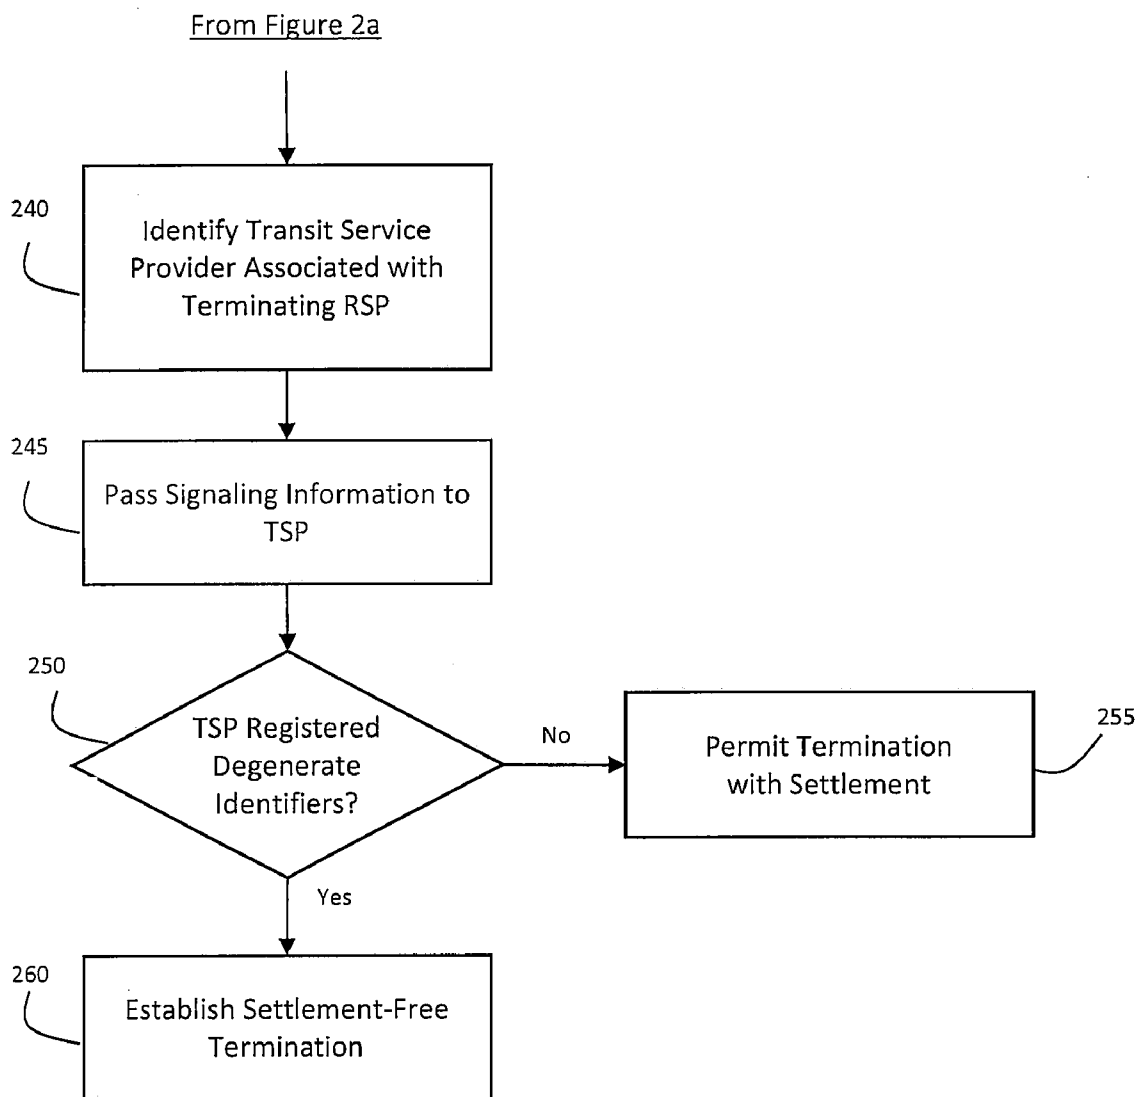 From Figure 2a
240
Identify Transit Service
Provider Associated with
Terminating RSP
245
Pass Signaling Information to
TSP
250
TSP Registered
Degenerate
Identifiers?
No
Permit Termination
with Settlement
255
Yes
260
Establish Settlement-Free
Termination